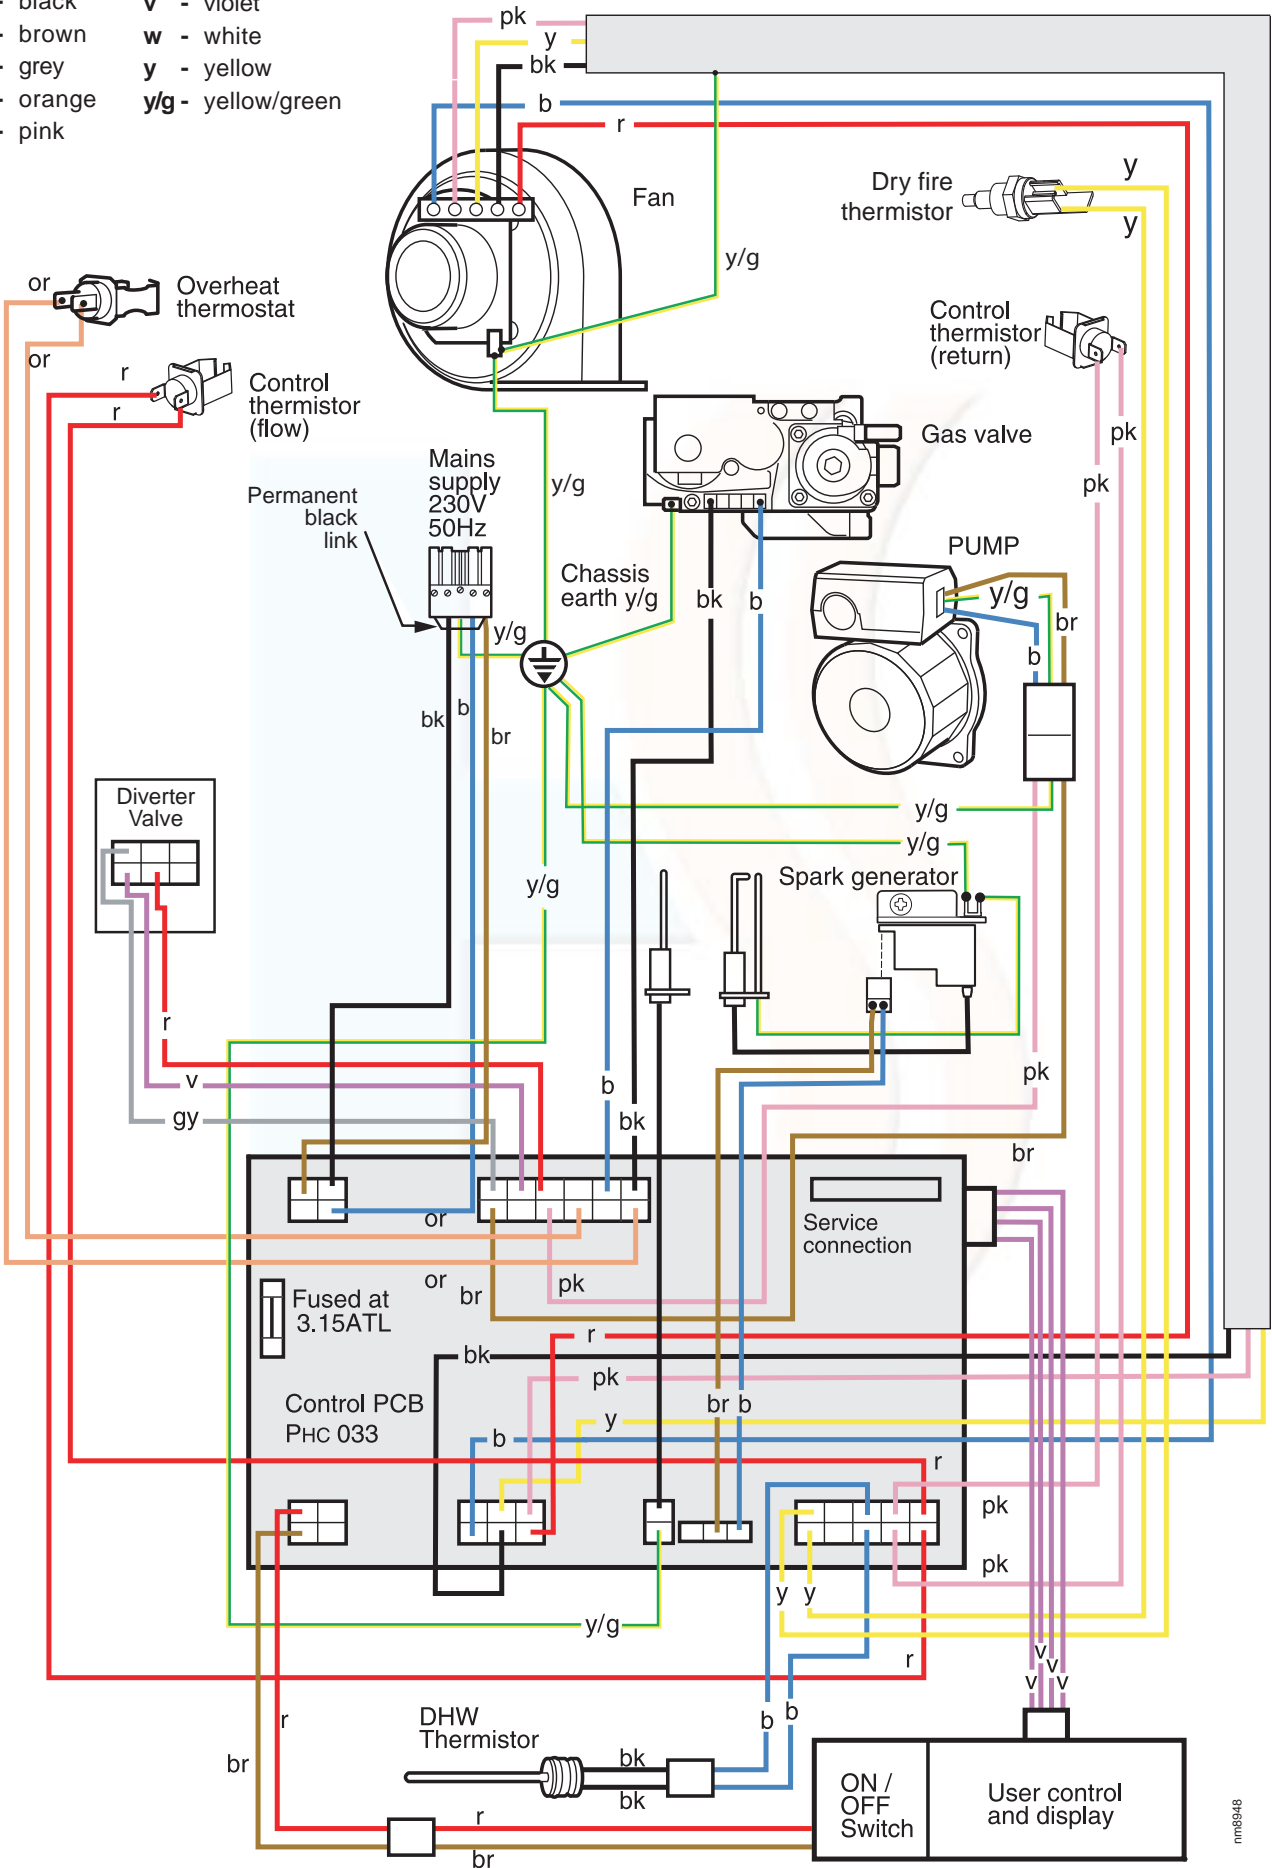 - black
v - violet
- brown
w - white
- grey
y - yellow
- orange
y/g - yellow/green
- pink
pk
y
bk
b
r
Fan
Dry fire
thermistor
y
y
y/g
or
Overheat
thermostat
or
Control
thermistor
(return)
r
r
Control
thermistor
(flow)
Gas valve
pk
pk
Mains
supply
230V
50Hz
y/g
Permanent
black
link
PUMP
Chassis
earth y/g
bk
b
y/g
br
b
y/g
bk
b
br
Diverter
Valve
y/g
y/g
Spark generator
y/g
r
v
gy
b
bk
pk
br
or
Service
connection
or
br
pk
Fused at
3.15ATL
r
bk
pk
Control PCB
PHC 033
br b
y
b
r
pk
pk
y y
y/g
r
v
v
v
v
r
b
b
DHW
Thermistor
br
bk
bk
ON /
OFF
Switch
User control
and display
r
br
nm8948